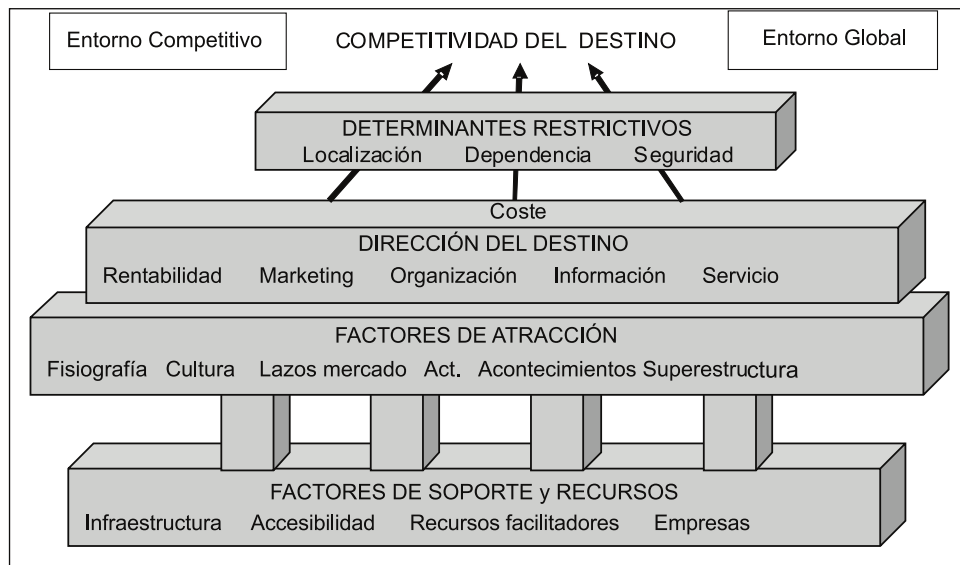 Entorno Competitivo
COMPETITIVIDAD DEL DESTINO
Entorno Global
DETERMINANTES RESTRICTIVOS
Localización Dependencia Seguridad
Coste
DIRECCIÓN DEL DESTINO
Rentabilidad Marketing Organización Información Servicio
FACTORES DE ATRACCIÓN
Fisiografía Cultura Lazos mercado Act. Acontecimientos Superestructura
FACTORES DE SOPORTE y RECURSOS
Infraestructura Accesibilidad Recursos facilitadores Empresas